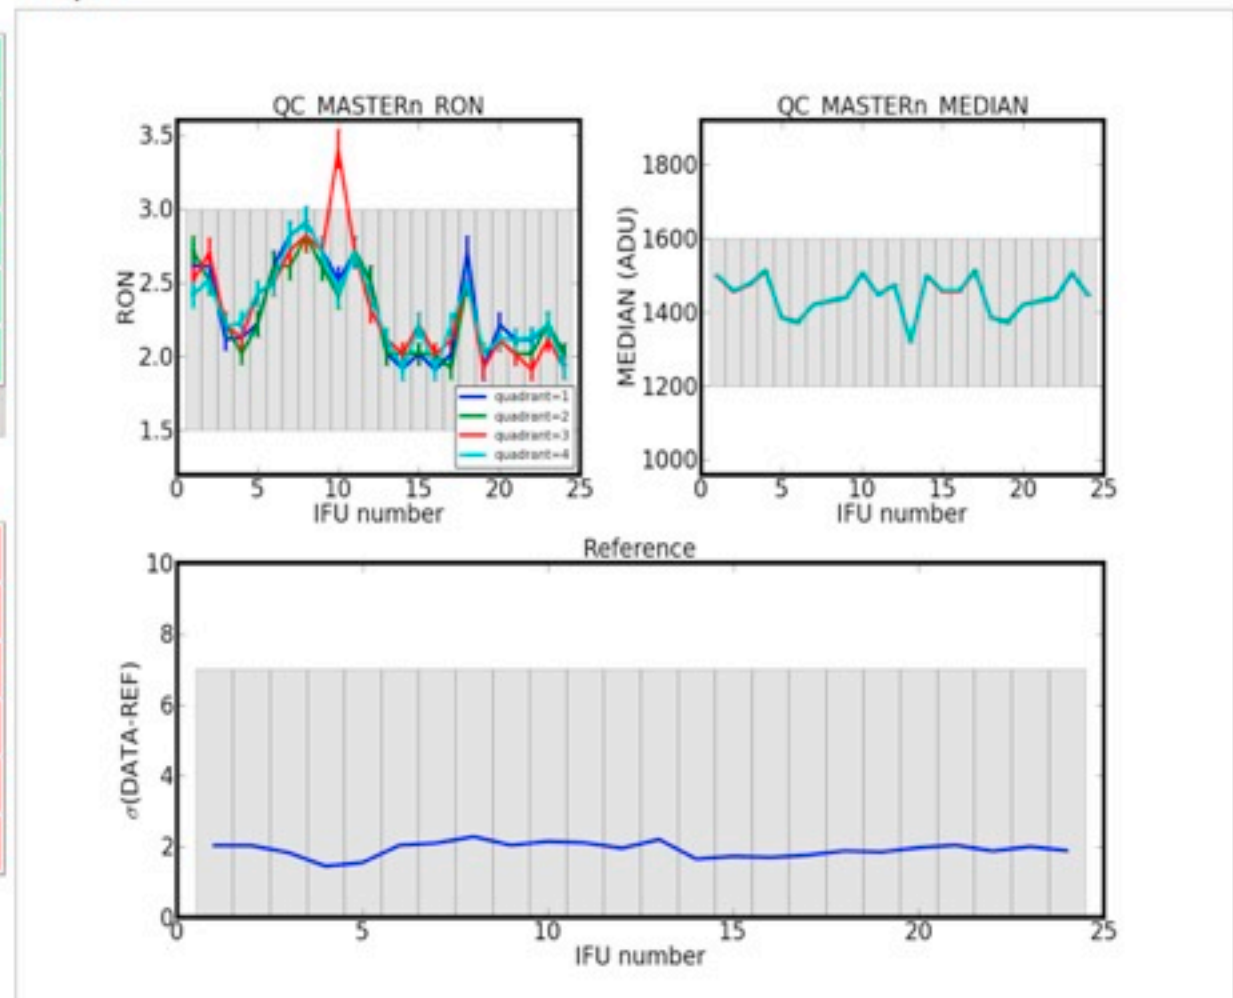 QC MASTERn RON
3.5
3.0
2.5
2.0
1.5
RON
quadrant=1
quadrant=2
quadrant=3
quadrant=4
0 5 10 15 20 25
IFU number
QC MASTERn MEDIAN
1800
1600
1400
1200
1000
MEDIAN (ADU)
0 5 10 15 20 25
IFU number
Reference
10
8
6
4
2
0
σ(DATA-REF)
0 5 10 15 20 25
IFU number